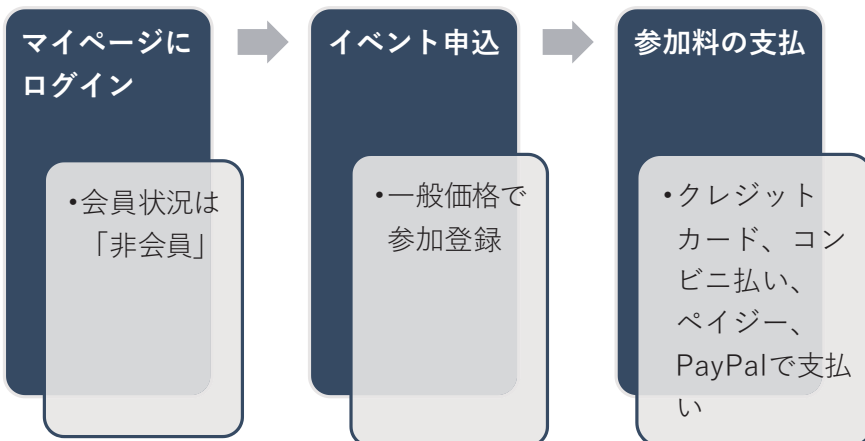 マイページに
ログイン
・会員状況は
「非会員」
イベント申込
・一般価格で
参加登録
参加料の支払
・クレジット
カード、コン
ビニ払い、
ペイジー、
PayPalで支払
い